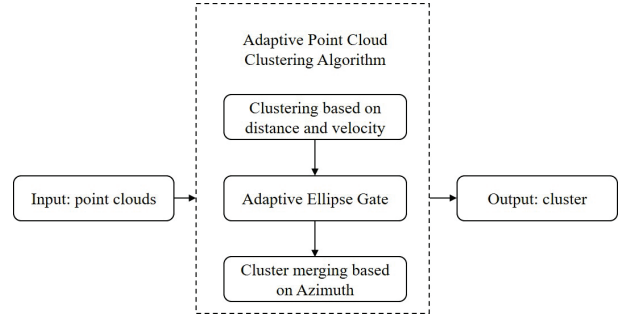 Adaptive Point Cloud
Clustering Algorithm
Clustering based on
distance and velocity
Input: point clouds
Adaptive Ellipse Gate
Output: cluster
Cluster merging based
on Azimuth